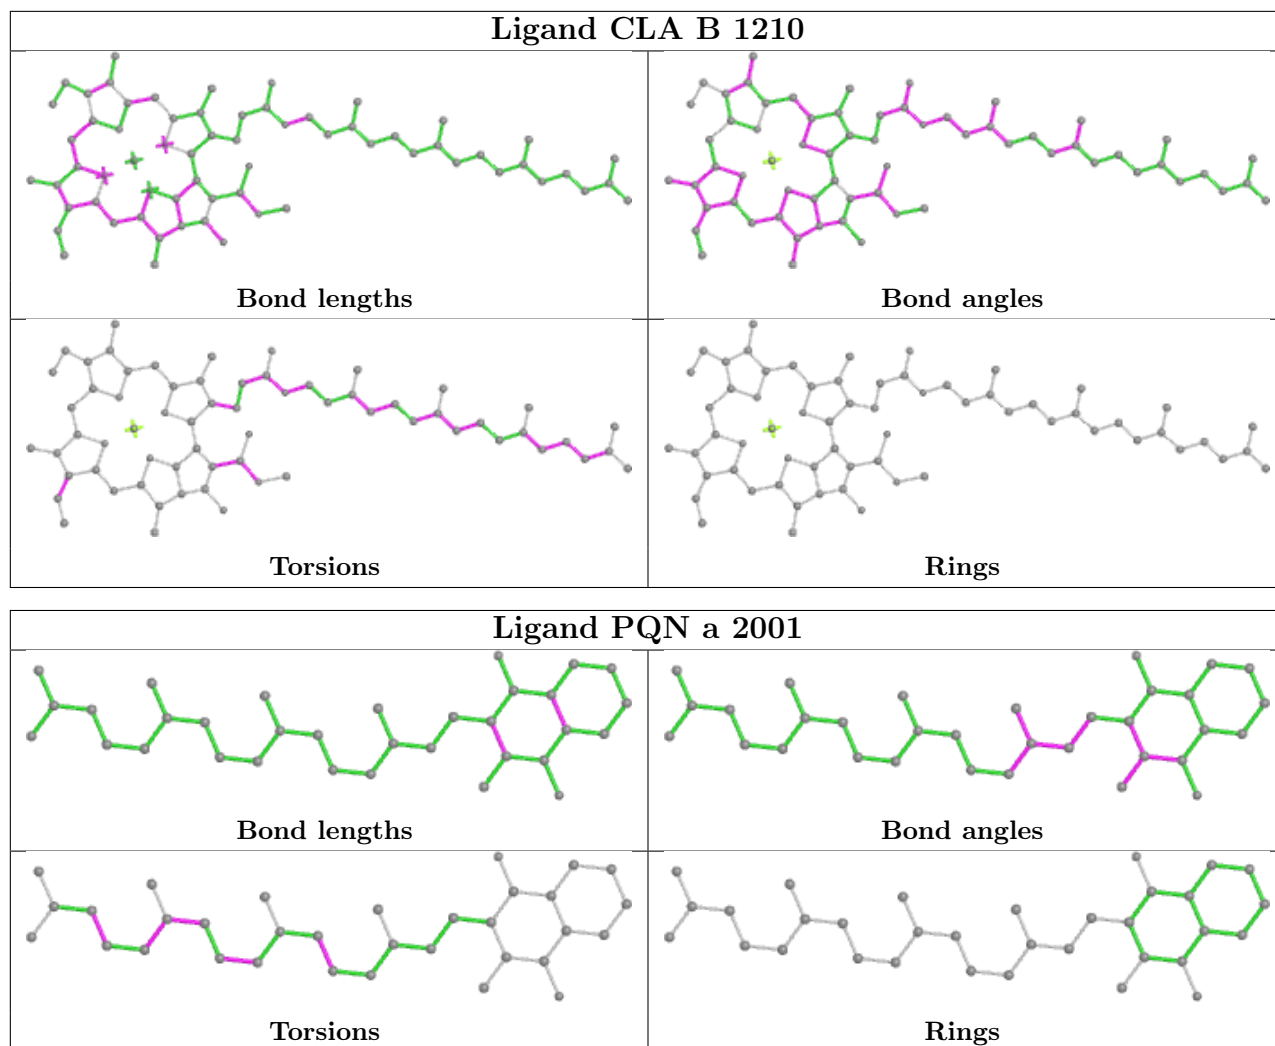 Ligand CLA B 1210
Bond lengths
Bond angles
Torsions
Rings
Ligand PQN a 2001
Bond lengths
Bond angles
Torsions
Rings